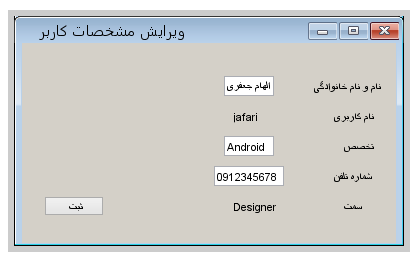 ویرایش مشخصات کاربر
نام و نام خانوادگی الهام جعفری
نام کاربری jafari
تخصص Android
شماره تلفن 0912345678
سمت Designer
ثبت